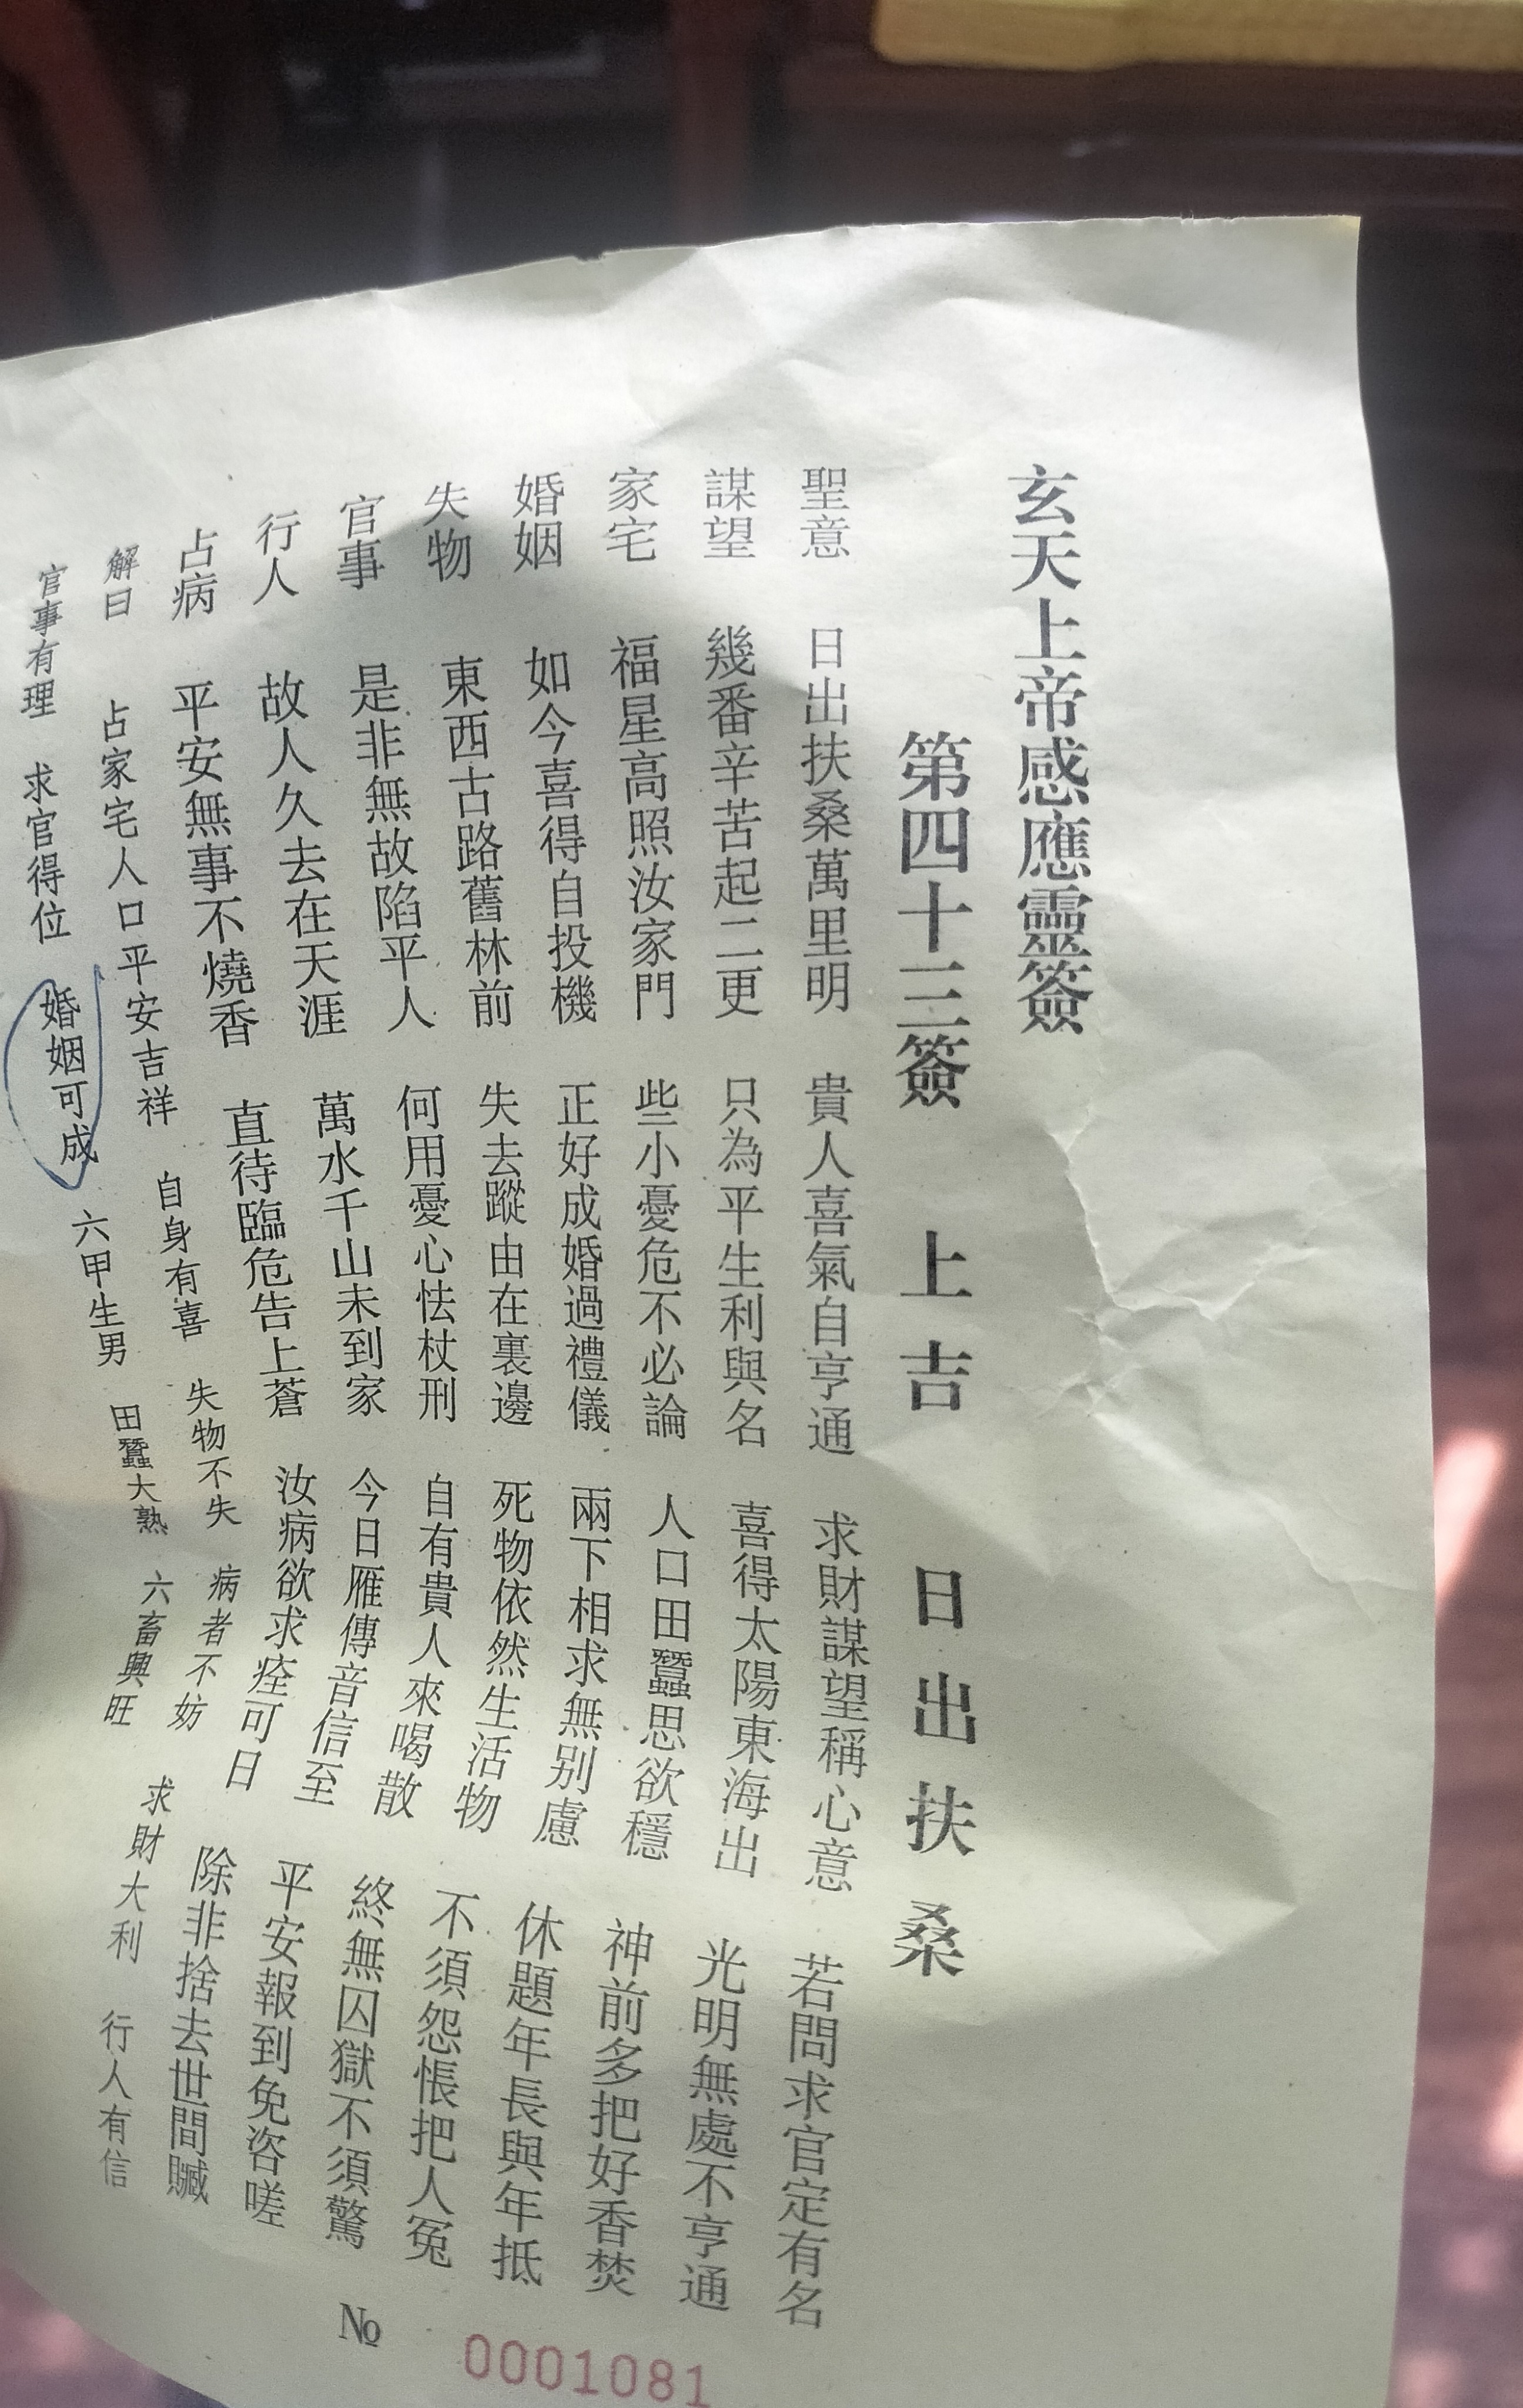 玄天上帝感應靈簽
第四十三簽　上吉　日出扶桑
聖意　日出扶桑萬里明　貴人喜氣自亨通　求財謀望稱心意　若問求官定有名
謀望　幾番辛苦起二更　只為平生利與名　喜得太陽東海出　光明無處不亨通
家宅　福星高照汝家門　些小憂危不必論　人口田蠶思欲穩　神前多把好香焚
婚姻　如今喜得自投機　正好成婚過禮儀　兩下相求無別慮　休題年長與年抵
失物　東西古路舊林前　失去蹤由在裏邊　死物依然生活物　不須怨悵把人冤
官事　是非無故陷平人　何用憂心怯杖刑　自有貴人來喝散　終無囚獄不須驚
行人　故人久去在天涯　萬水千山未到家　今日雁傳音信至　平安報到免咨嗟
占病　平安無事不燒香　直待臨危告上蒼　汝病欲求痊可日　除非捨去世間贓
解曰　占家宅人口平安吉祥　自身有喜　失物不失　病者不妨　求財大利　行人有信
官事有理　求官得位　婚姻可成　六甲生男　田蠶大熟　六畜興旺
№ 0001081